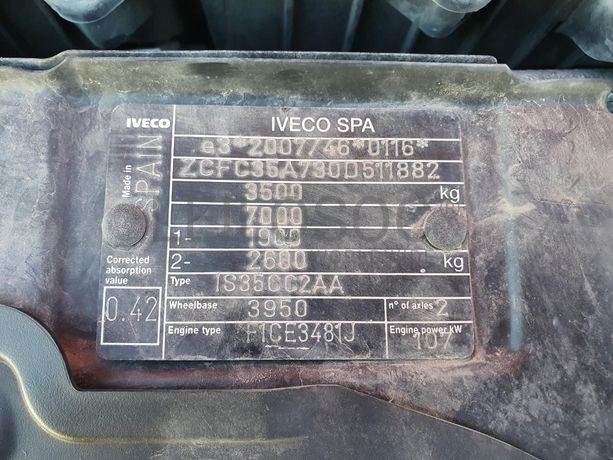 IVECO IVECO SPA
Made in SPAIN
e3*2007/46*0116*
ZCFC35A730D511882
3500 kg
7000
1- 1900
2- 2680 kg
Corrected absorption value
0.42
Type IS35CC2AA
Wheelbase 3950 n° of axles 2
Engine type F1CE3481J Engine power kW 107